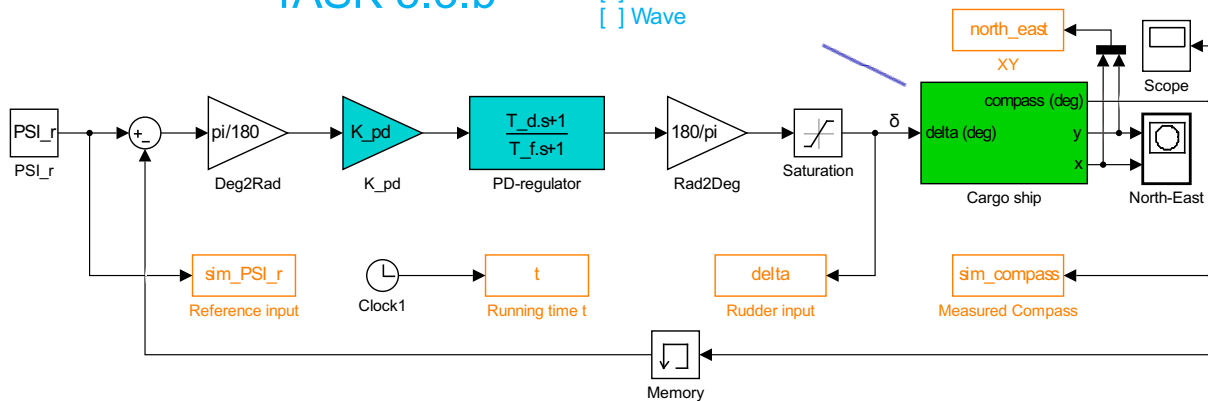 [ ] Wave
north_east
XY
Scope
PSI_r
PSI_r
+
−
pi/180
Deg2Rad
K_pd
K_pd
T_d.s+1
T_f.s+1
PD-regulator
180/pi
Rad2Deg
Saturation
δ
compass (deg)
delta (deg)
y
x
Cargo ship
North-East
sim_PSI_r
Reference input
Clock1
t
Running time t
delta
Rudder input
sim_compass
Measured Compass
Memory